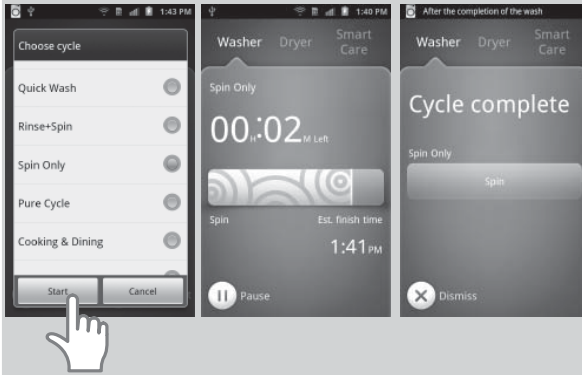 1:43 PM
Choose cycle
Quick Wash
Rinse+Spin
Spin Only
Pure Cycle
Cooking & Dining
Start
Cancel
1:40 PM
Washer
Dryer
Smart
Care
Spin Only
00H:02M Left
Spin
Est. finish time
1:41PM
Pause
After the completion of the wash
Washer
Dryer
Smart
Care
Cycle complete
Spin Only
Spin
Dismiss